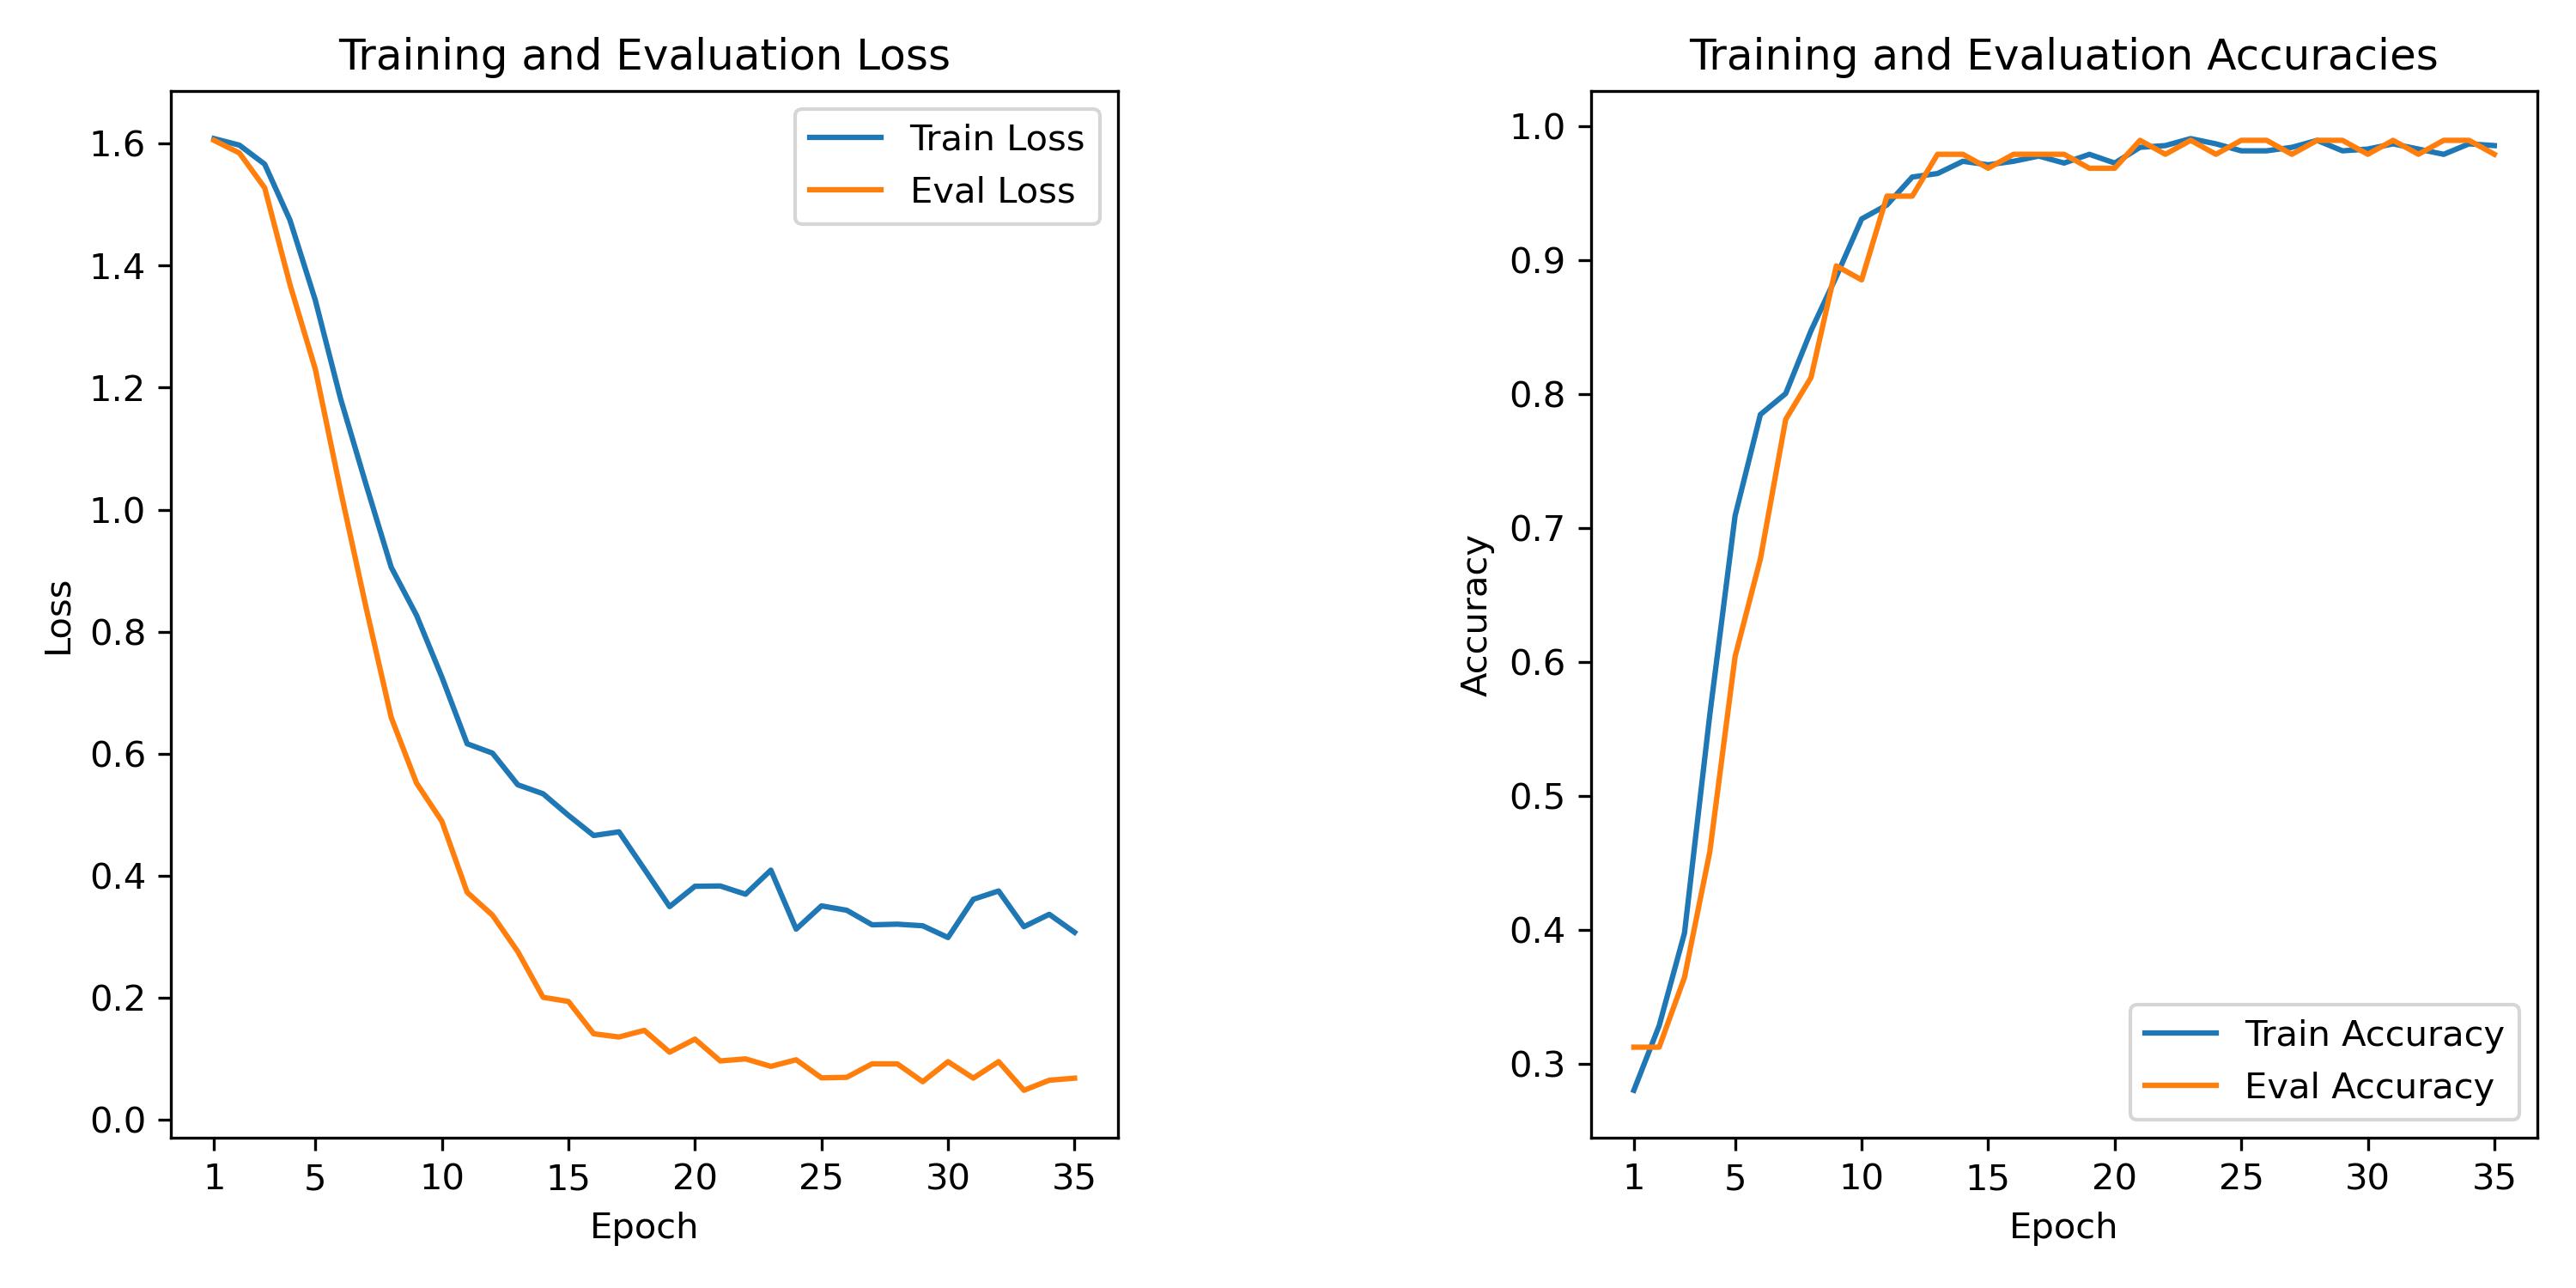 Training and Evaluation Loss
Train Loss
Eval Loss
Loss
1.6
1.4
1.2
1.0
0.8
0.6
0.4
0.2
0.0
1 5 10 15 20 25 30 35
Epoch
Training and Evaluation Accuracies
Accuracy
1.0
0.9
0.8
0.7
0.6
0.5
0.4
0.3
Train Accuracy
Eval Accuracy
1 5 10 15 20 25 30 35
Epoch